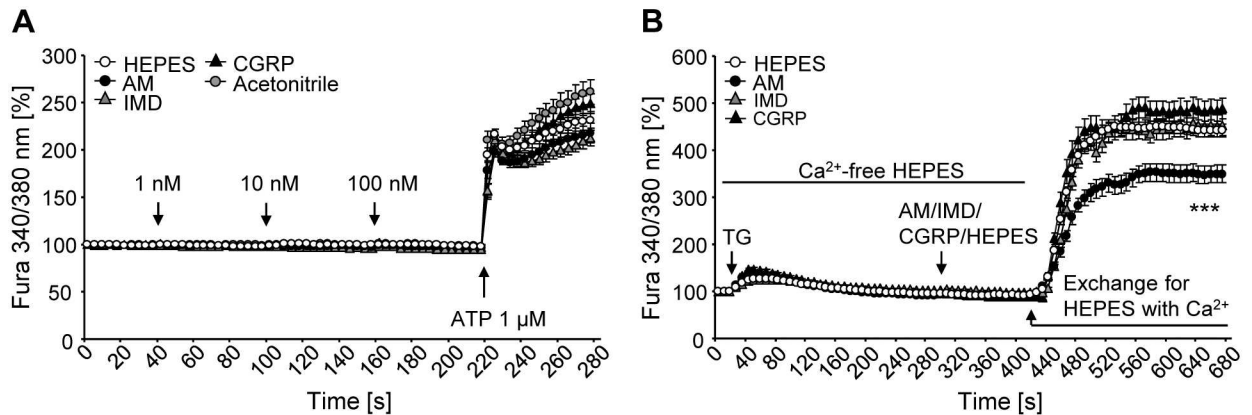 A
Fura 340/380 nm [%]
300
250
200
150
100
50
0
HEPES
AM
IMD
CGRP
Acetonitrile
1 nM
10 nM
100 nM
ATP 1 µM
0 20 40 60 80 100 120 140 160 180 200 220 240 260 280
Time [s]
B
Fura 340/380 nm [%]
600
500
400
300
200
100
0
HEPES
AM
IMD
CGRP
Ca²⁺-free HEPES
TG
AM/IMD/
CGRP/HEPES
***
Exchange for
HEPES with Ca²⁺
0 40 80 120 160 200 240 280 320 360 400 440 480 520 560 600 640 680
Time [s]